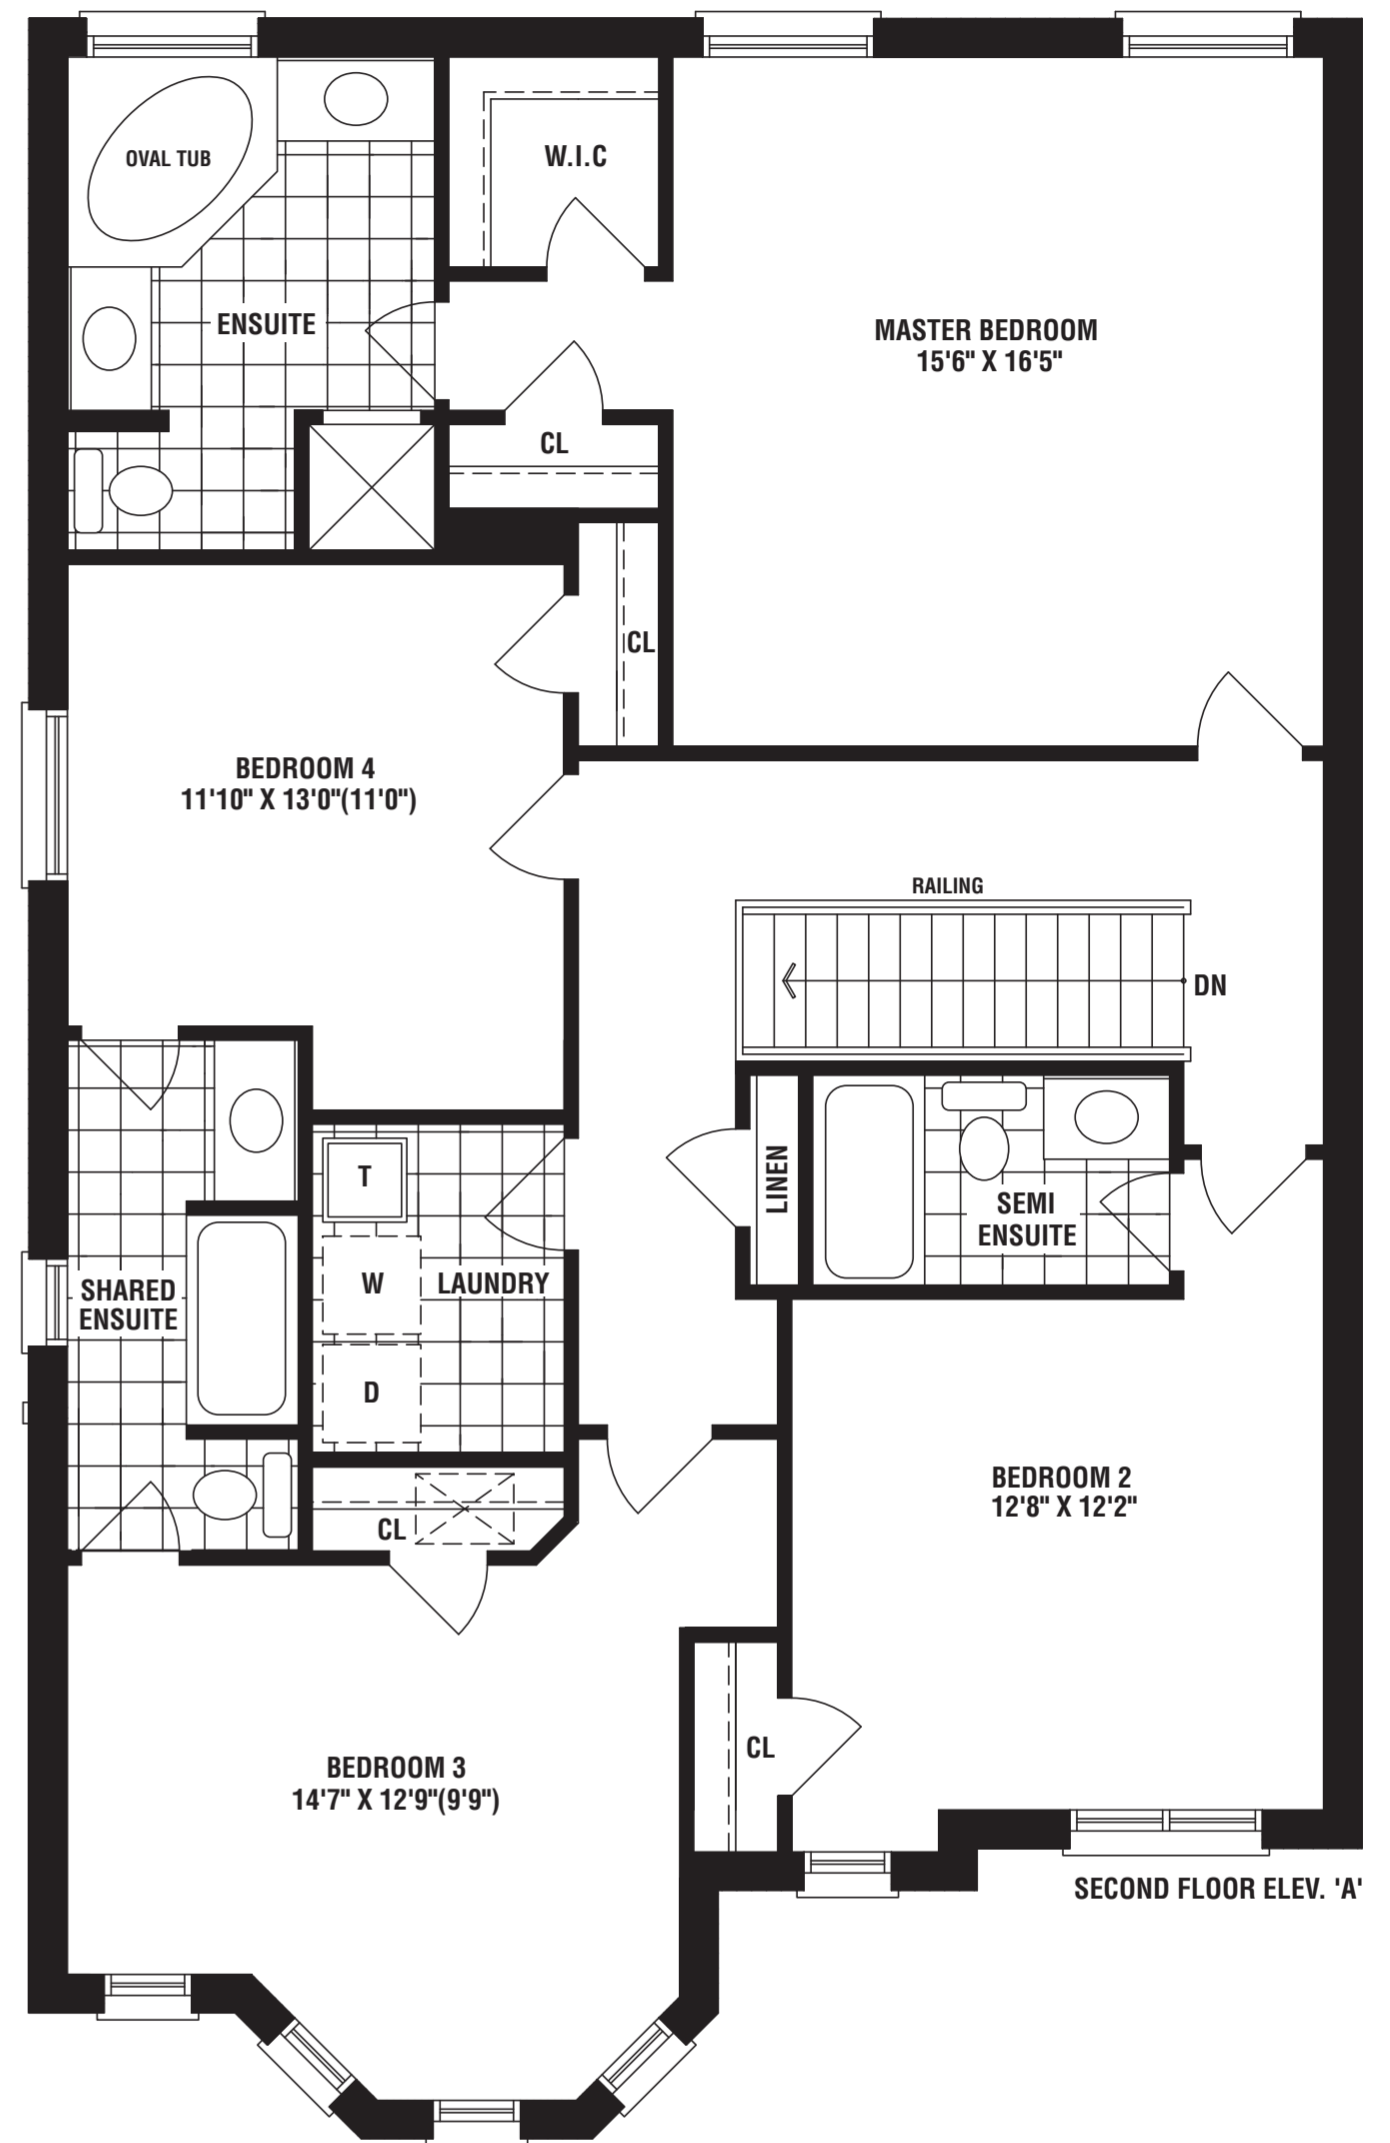 OVAL TUB
W.I.C
ENSUITE
MASTER BEDROOM
15'6" X 16'5"
CL
CL
BEDROOM 4
11'10" X 13'0"(11'0")
RAILING
DN
T
LINEN
SEMI
ENSUITE
W
LAUNDRY
SHARED
ENSUITE
D
BEDROOM 2
12'8" X 12'2"
CL
CL
BEDROOM 3
14'7" X 12'9"(9'9")
SECOND FLOOR ELEV. 'A'